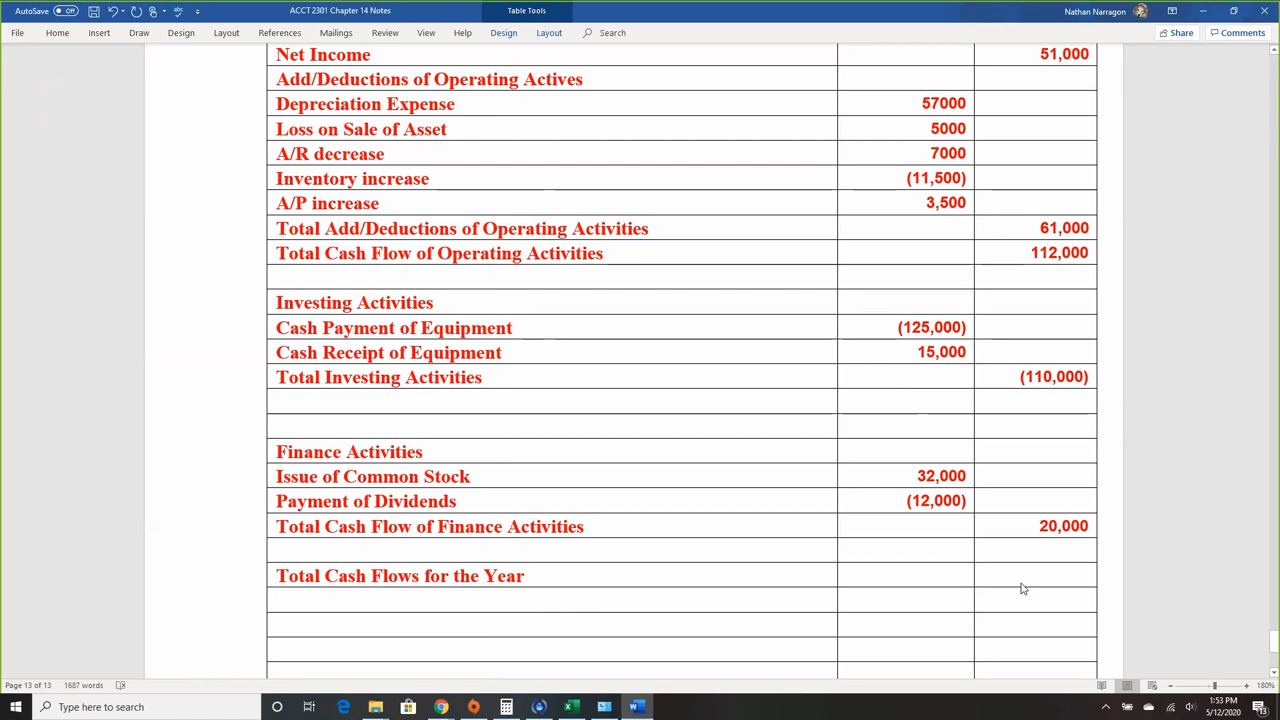 AutoSave Off ACCT 2301 Chapter 14 Notes Table Tools Nathan Narragon
File Home Insert Draw Design Layout References Mailings Review View Help Design Layout Search Share Comments
Net Income 51,000
Add/Deductions of Operating Actives
Depreciation Expense 57000
Loss on Sale of Asset 5000
A/R decrease 7000
Inventory increase (11,500)
A/P increase 3,500
Total Add/Deductions of Operating Activities 61,000
Total Cash Flow of Operating Activities 112,000
Investing Activities
Cash Payment of Equipment (125,000)
Cash Receipt of Equipment 15,000
Total Investing Activities (110,000)
Finance Activities
Issue of Common Stock 32,000
Payment of Dividends (12,000)
Total Cash Flow of Finance Activities 20,000
Total Cash Flows for the Year
Page 13 of 13 1687 words 180%
Type here to search 1:53 PM
5/12/2020